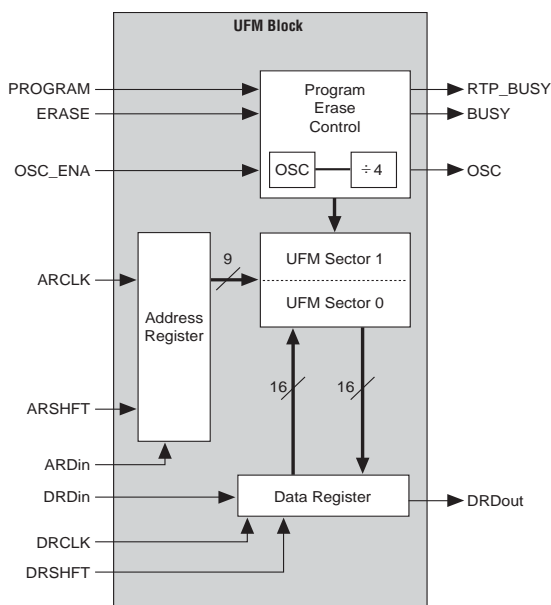 UFM Block
PROGRAM
ERASE
OSC_ENA
Program
Erase
Control
OSC
÷4
RTP_BUSY
BUSY
OSC
ARCLK
ARSHFT
ARDin
Address
Register
9
UFM Sector 1
UFM Sector 0
16
16
DRDin
DRCLK
DRSHFT
Data Register
DRDout